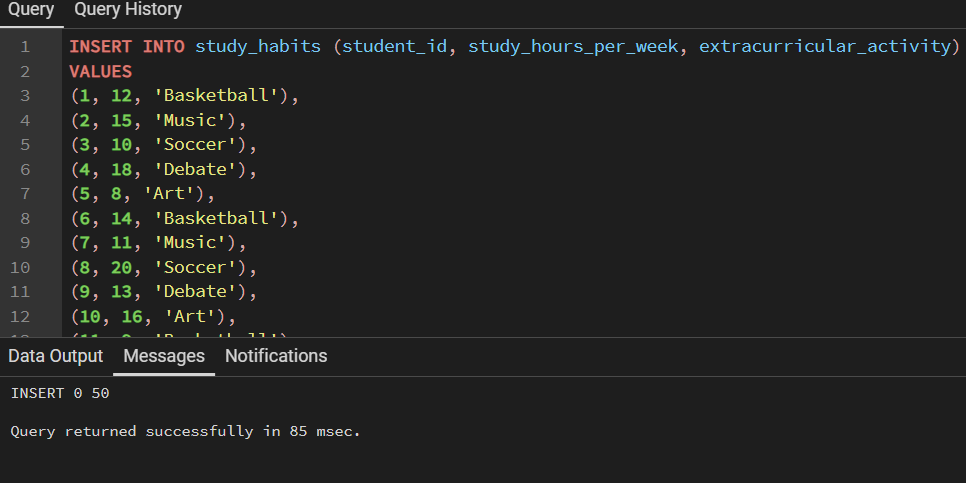 Query Query History
1 INSERT INTO study_habits (student_id, study_hours_per_week, extracurricular_activity)
2 VALUES
3 (1, 12, 'Basketball'),
4 (2, 15, 'Music'),
5 (3, 10, 'Soccer'),
6 (4, 18, 'Debate'),
7 (5, 8, 'Art'),
8 (6, 14, 'Basketball'),
9 (7, 11, 'Music'),
10 (8, 20, 'Soccer'),
11 (9, 13, 'Debate'),
12 (10, 16, 'Art'),
Data Output Messages Notifications
INSERT 0 50
Query returned successfully in 85 msec.